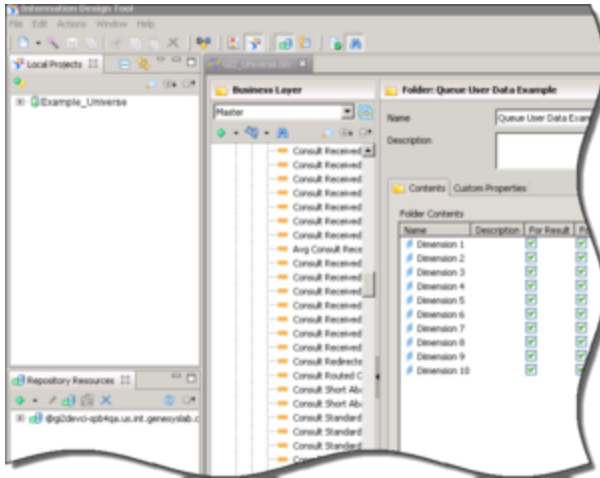 Information Design Tool
File Edit Actions Window Help
Local Projects
Example_Universe
Repository Resources
Business Layer
Master
Consult Received
Consult Received
Consult Received
Consult Received
Consult Received
Consult Received
Consult Received
Avg Consult Rece
Consult Received
Consult Received
Consult Received
Consult Received
Consult Received
Consult Received
Consult Received
Consult Redirecte
Consult Routed C
Consult Short Ab
Consult Short Ab
Consult Standard
Consult Standard
Consult Standard
Folder: Queue User Data Example
Name
Queue User Data Exam
Description
Contents Custom Properties
Folder Contents
Name Description For Result
Dimension 1
Dimension 2
Dimension 3
Dimension 4
Dimension 5
Dimension 6
Dimension 7
Dimension 8
Dimension 9
Dimension 10